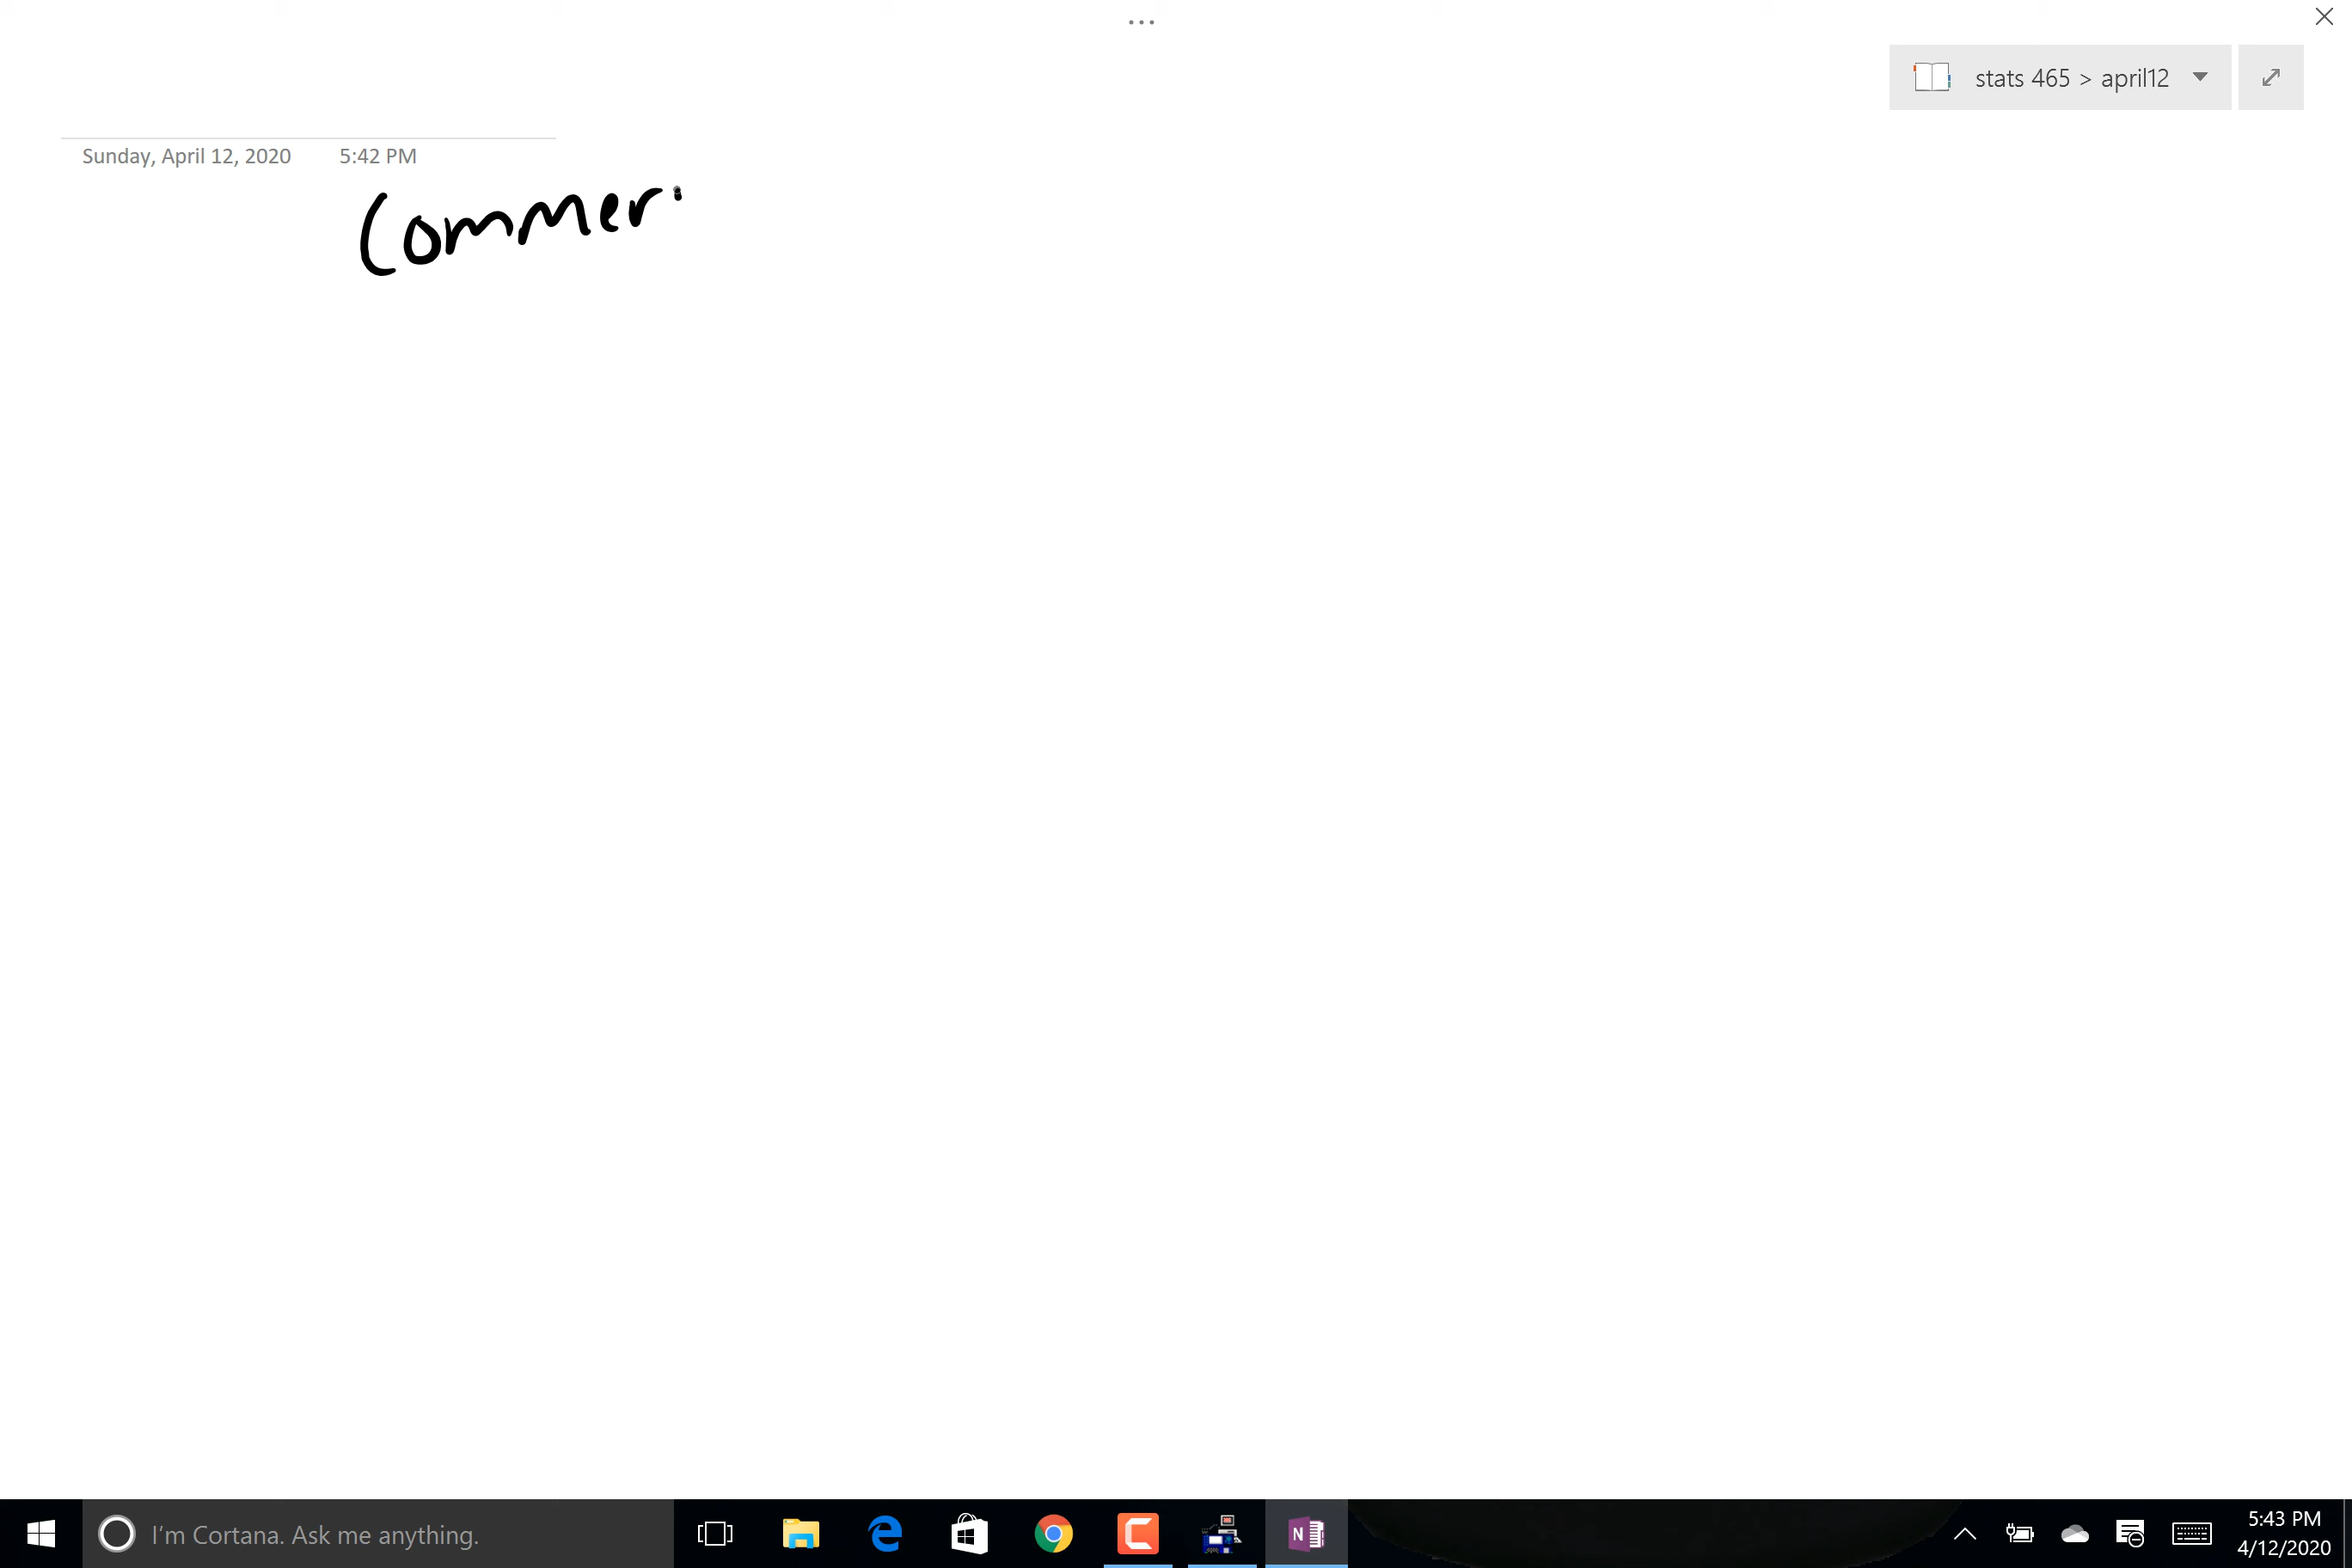 stats 465 > april12
Sunday, April 12, 2020 5:42 PM
Commer
I'm Cortana. Ask me anything.
5:43 PM
4/12/2020